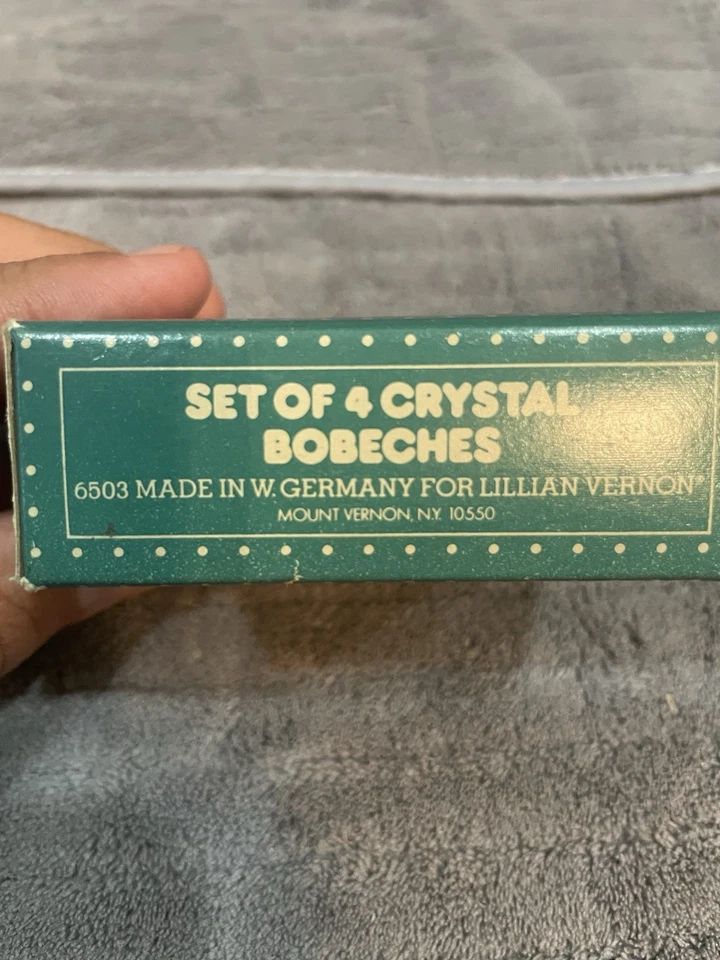 SET OF 4 CRYSTAL
BOBECHES
6503 MADE IN W. GERMANY FOR LILLIAN VERNON®
MOUNT VERNON, N.Y. 10550